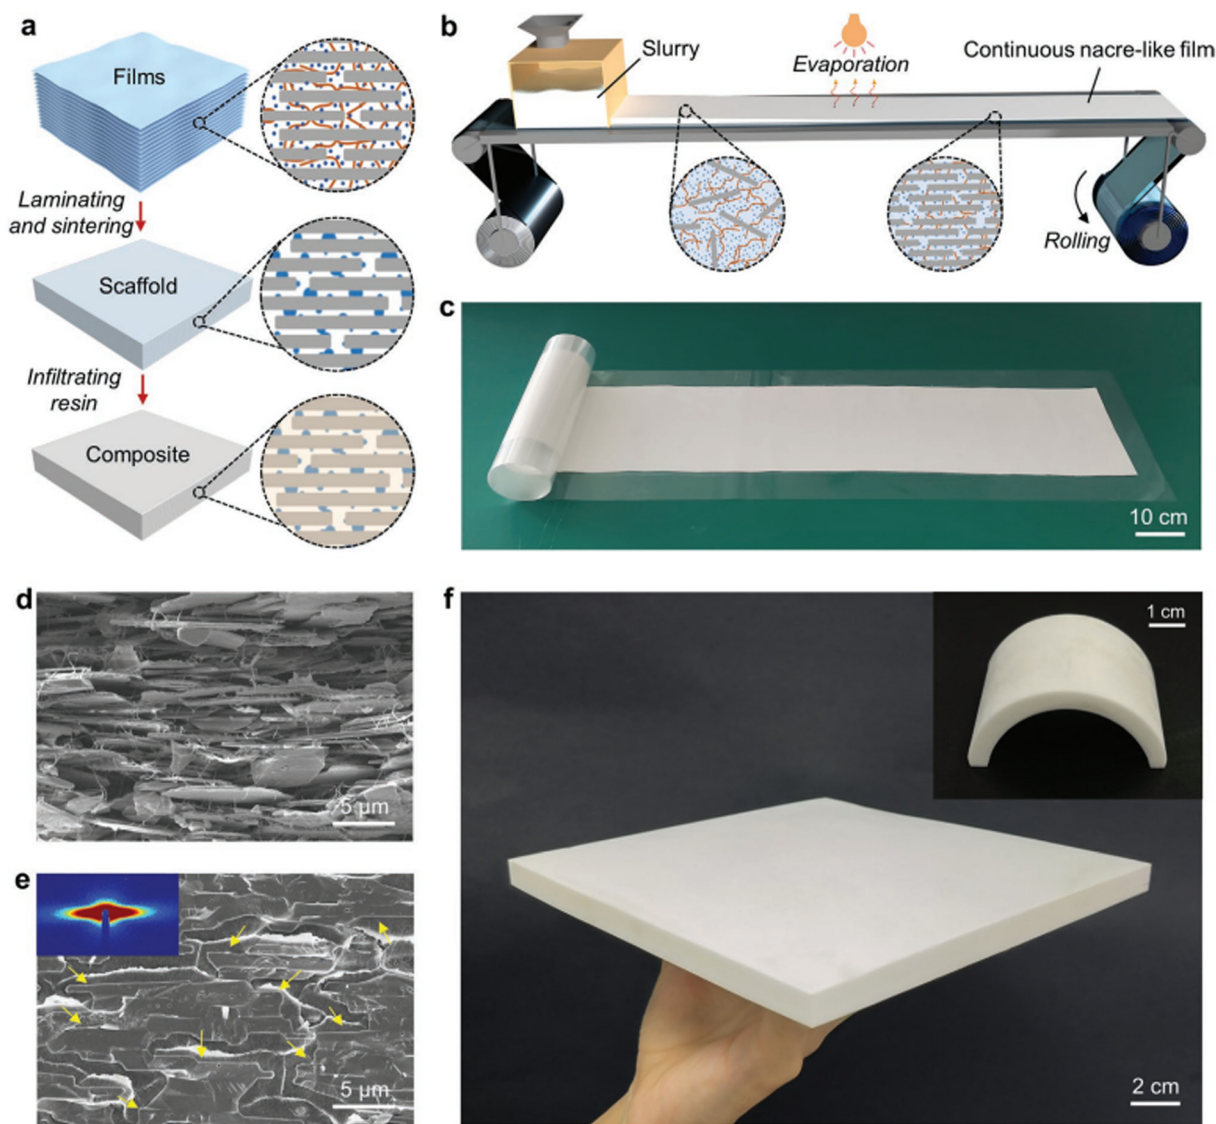 a
Films
Laminating
and sintering
Scaffold
Infiltrating
resin
Composite
b
Slurry
Evaporation
Continuous nacre-like film
Rolling
c
10 cm
d
5 μm
e
5 μm
f
1 cm
2 cm